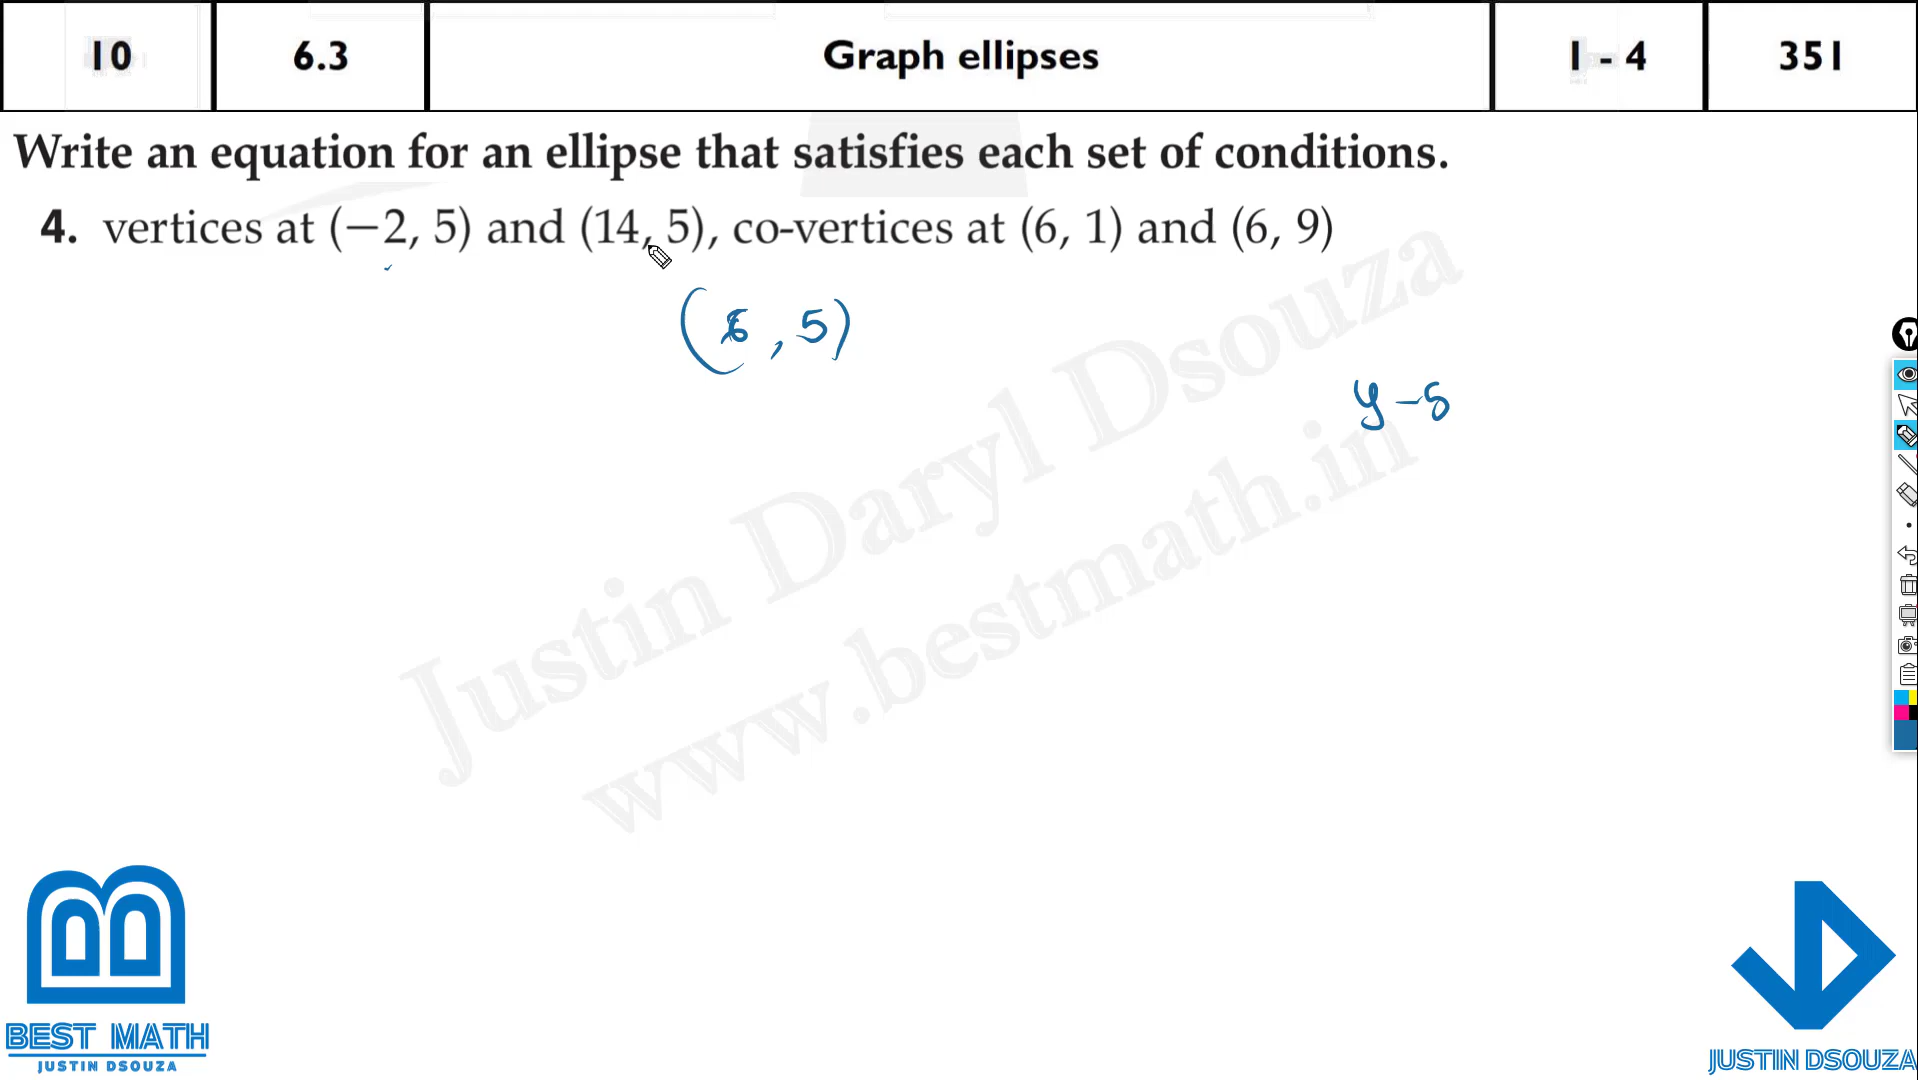 10 6.3 Graph ellipses 1 - 4 351
Write an equation for an ellipse that satisfies each set of conditions.
4. vertices at (−2, 5) and (14, 5), co-vertices at (6, 1) and (6, 9)
(6, 5)
y - 5
Justin Daryl Dsouza
www.bestmath.in
BEST MATH
JUSTIN DSOUZA
JUSTIN DSOUZA